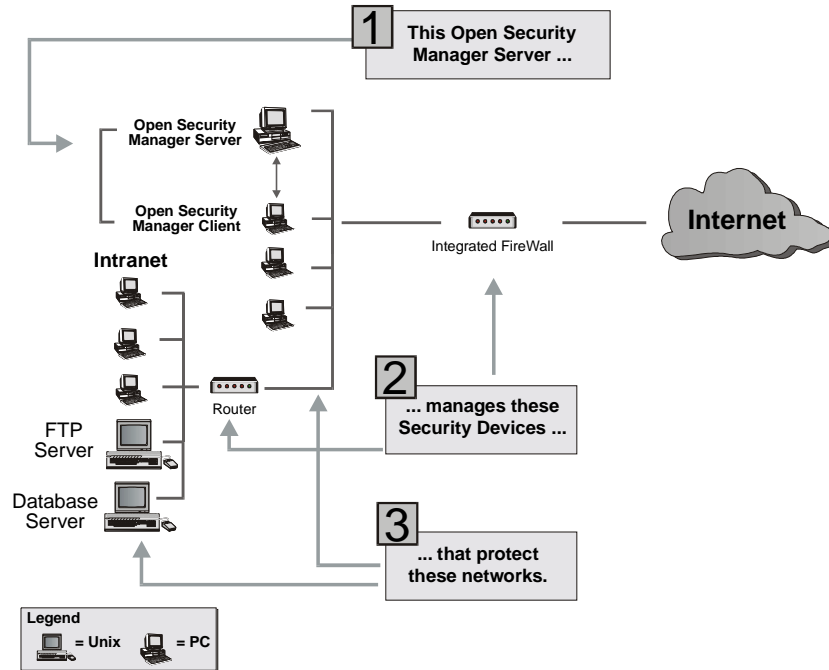 1
This Open Security
Manager Server ...
Open Security
Manager Server
Open Security
Manager Client
Internet
Integrated FireWall
Intranet
2
... manages these
Security Devices ...
Router
FTP
Server
Database
Server
3
... that protect
these networks.
Legend
= Unix
= PC